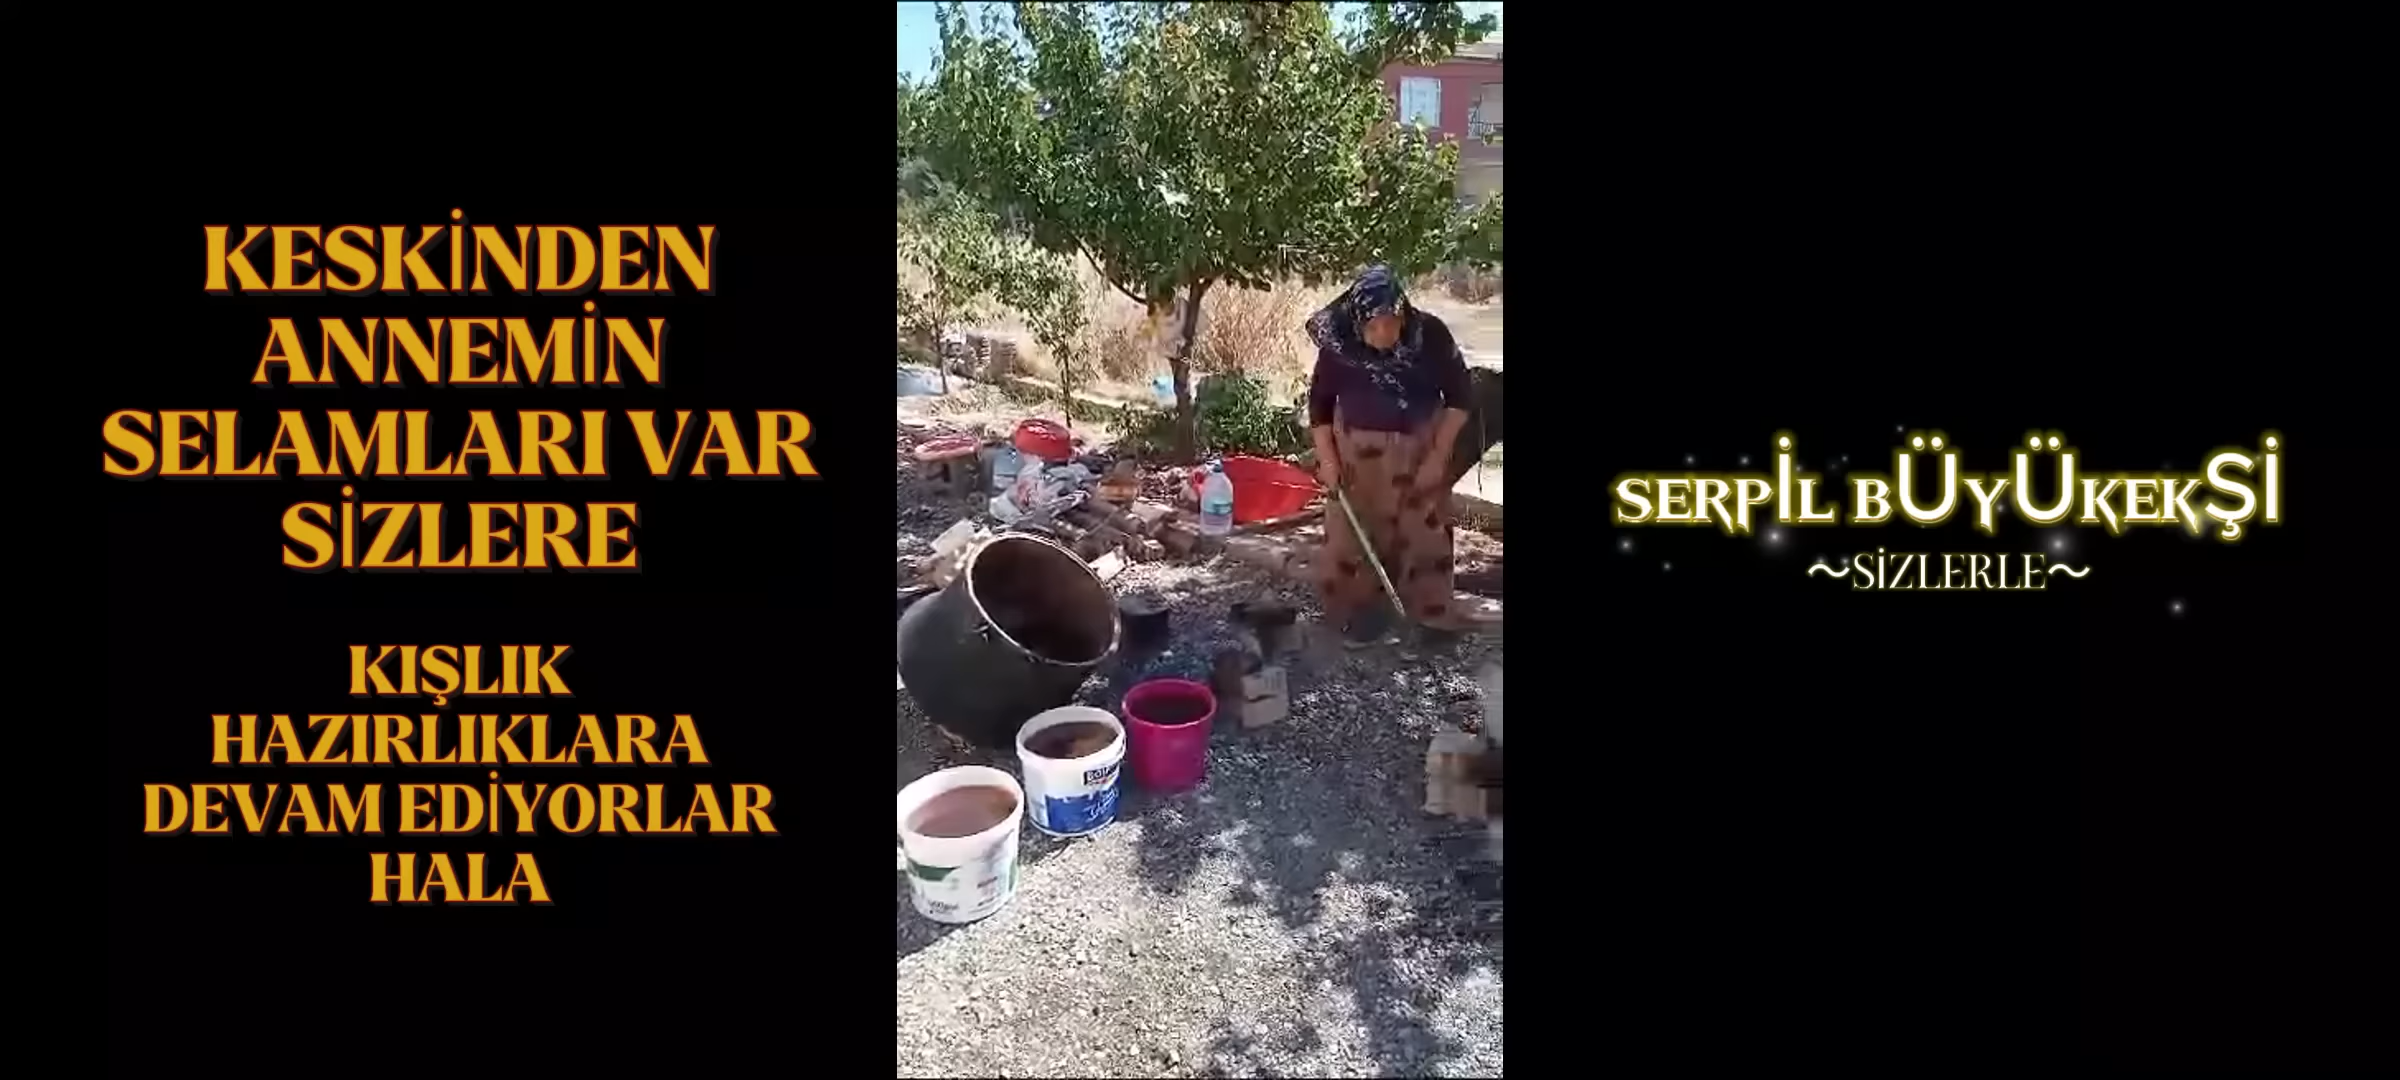 KESKİNDEN
ANNEMİN
SELAMLARI VAR
SİZLERE
KIŞLIK
HAZIRLIKLARA
DEVAM EDİYORLAR
HALA
SERPİL BÜYÜKEKŞİ
~SİZLERLE~